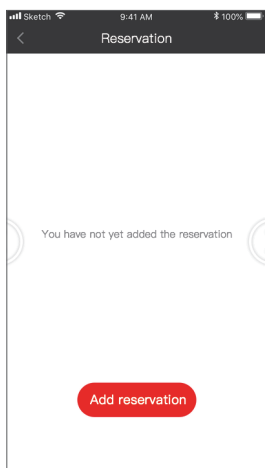 Sketch 9:41 AM 100%
Reservation
You have not yet added the reservation
Add reservation